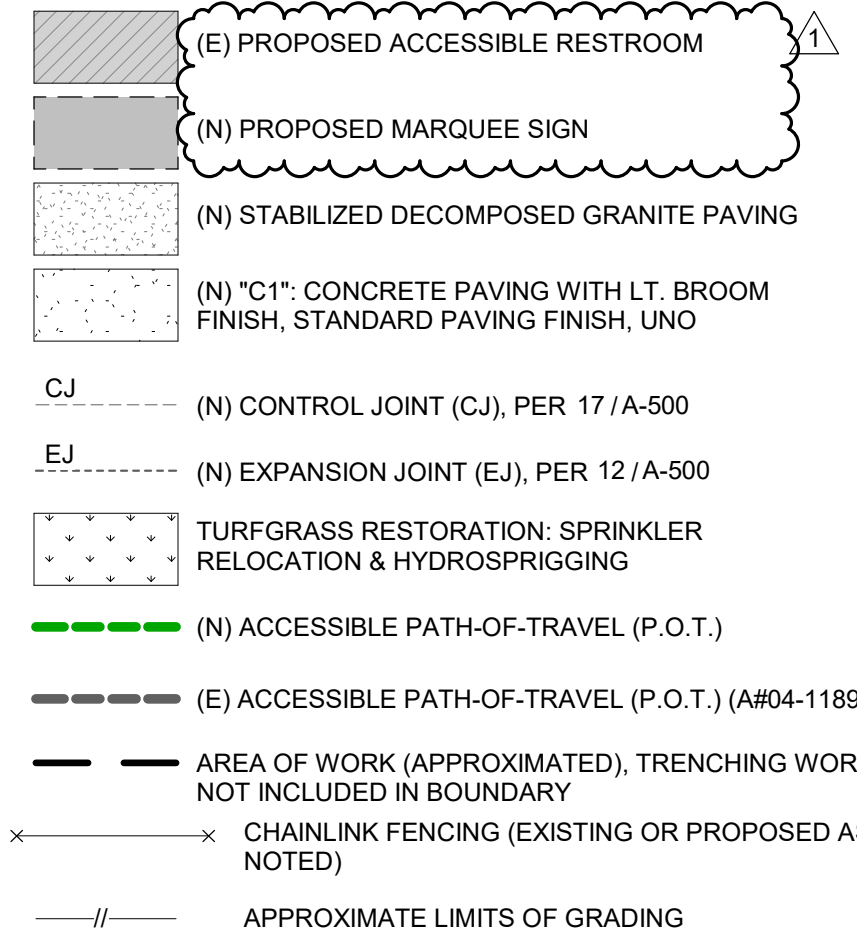 (E) PROPOSED ACCESSIBLE RESTROOM
1
(N) PROPOSED MARQUEE SIGN
(N) STABILIZED DECOMPOSED GRANITE PAVING
(N) "C1": CONCRETE PAVING WITH LT. BROOM
FINISH, STANDARD PAVING FINISH, UNO
CJ
(N) CONTROL JOINT (CJ), PER 17 / A-500
EJ
(N) EXPANSION JOINT (EJ), PER 12 / A-500
TURFGRASS RESTORATION: SPRINKLER
RELOCATION & HYDROSPRIGGING
(N) ACCESSIBLE PATH-OF-TRAVEL (P.O.T.)
(E) ACCESSIBLE PATH-OF-TRAVEL (P.O.T.) (A#04-1189
AREA OF WORK (APPROXIMATED), TRENCHING WOR
NOT INCLUDED IN BOUNDARY
CHAINLINK FENCING (EXISTING OR PROPOSED A
NOTED)
APPROXIMATE LIMITS OF GRADING